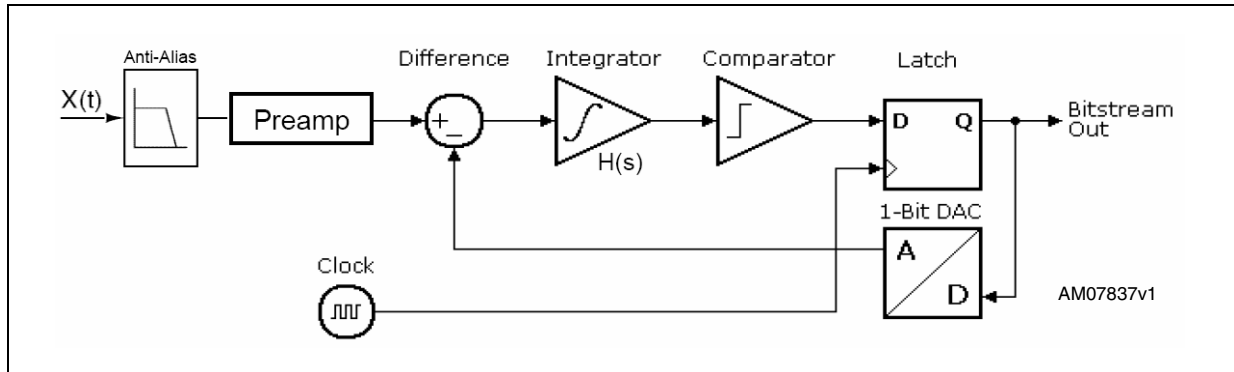 Anti-Alias
Difference
Integrator
Comparator
Latch
X(t)
Preamp
+
−
H(s)
D
Q
Bitstream
Out
1-Bit DAC
A
D
Clock
AM07837v1